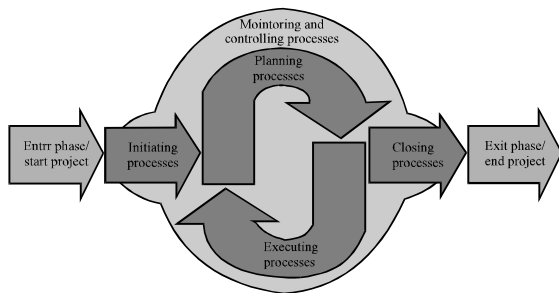 Mointoring and
controlling processes
Planning
processes
Entrr phase/
start project
Initiating
processes
Closing
processes
Exit phase/
end project
Executing
processes